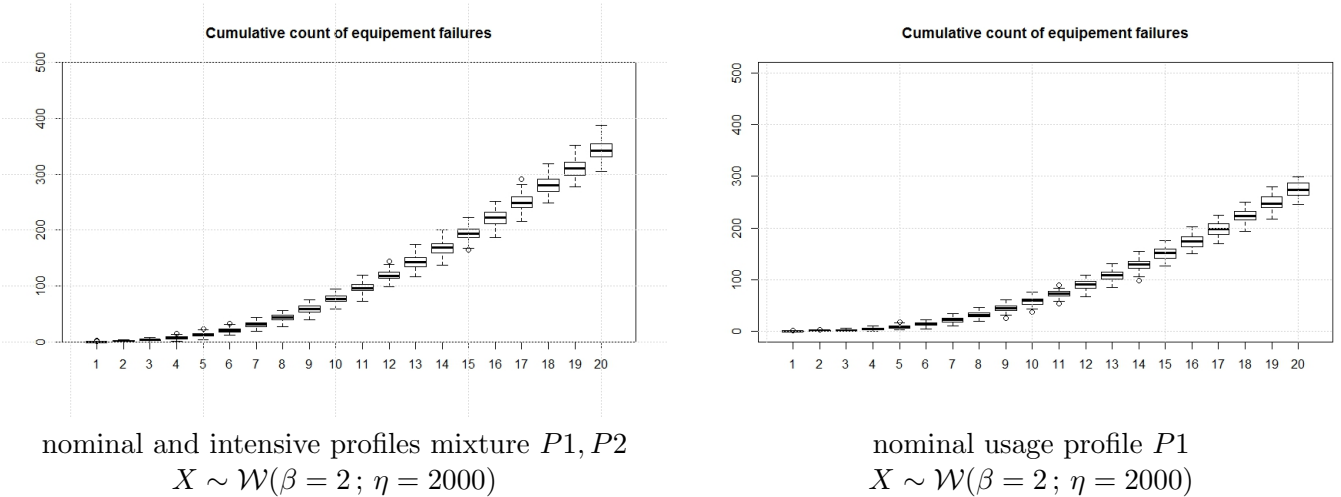 Cumulative count of equipement failures
500
400
300
200
100
0
1 2 3 4 5 6 7 8 9 10 11 12 13 14 15 16 17 18 19 20
nominal and intensive profiles mixture P1, P2
X ∼ W(β = 2 ; η = 2000)
Cumulative count of equipement failures
500
400
300
200
100
0
1 2 3 4 5 6 7 8 9 10 11 12 13 14 15 16 17 18 19 20
nominal usage profile P1
X ∼ W(β = 2 ; η = 2000)